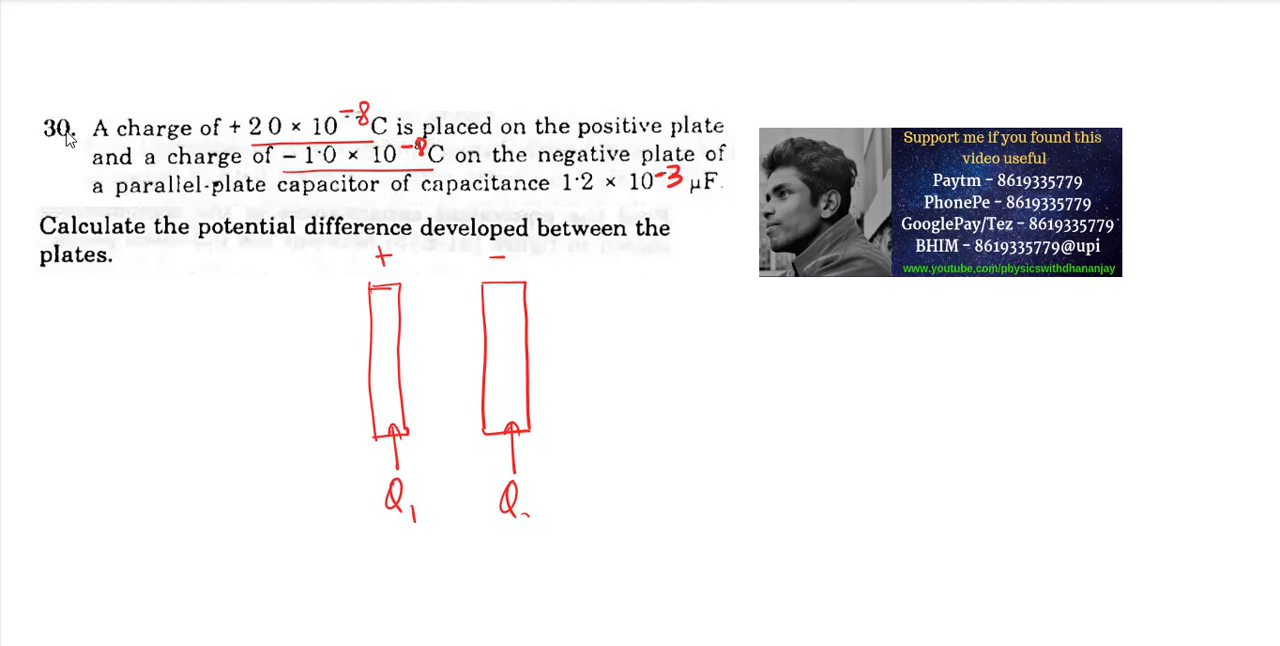 30. A charge of + 2 0 × 10⁻⁸ C is placed on the positive plate
and a charge of – 1·0 × 10⁻⁸ C on the negative plate of
a parallel-plate capacitor of capacitance 1·2 × 10⁻³ μF.
Calculate the potential difference developed between the
plates.
+ –
Q₁ Q
Support me if you found this
video useful
Paytm - 8619335779
PhonePe - 8619335779
GooglePay/Tez - 8619335779
BHIM - 8619335779@upi
www.youtube.com/physicswithdhananjay